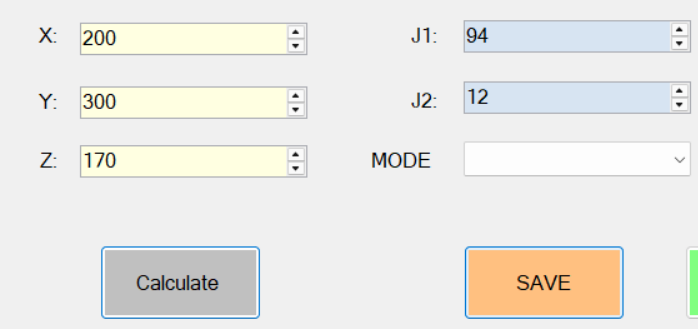 X: 200 J1: 94
Y: 300 J2: 12
Z: 170 MODE
Calculate SAVE